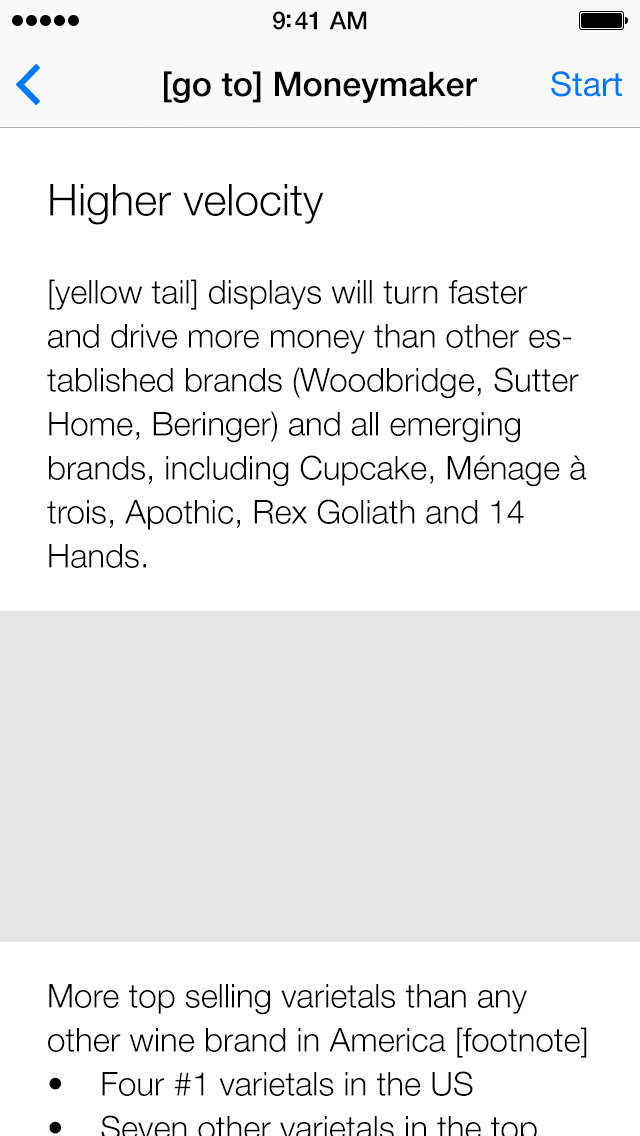 9:41 AM
[go to] Moneymaker
Start
Higher velocity
[yellow tail] displays will turn faster
and drive more money than other es-
tablished brands (Woodbridge, Sutter
Home, Beringer) and all emerging
brands, including Cupcake, Ménage à
trois, Apothic, Rex Goliath and 14
Hands.
More top selling varietals than any
other wine brand in America [footnote]
• Four #1 varietals in the US
• Seven other varietals in the top